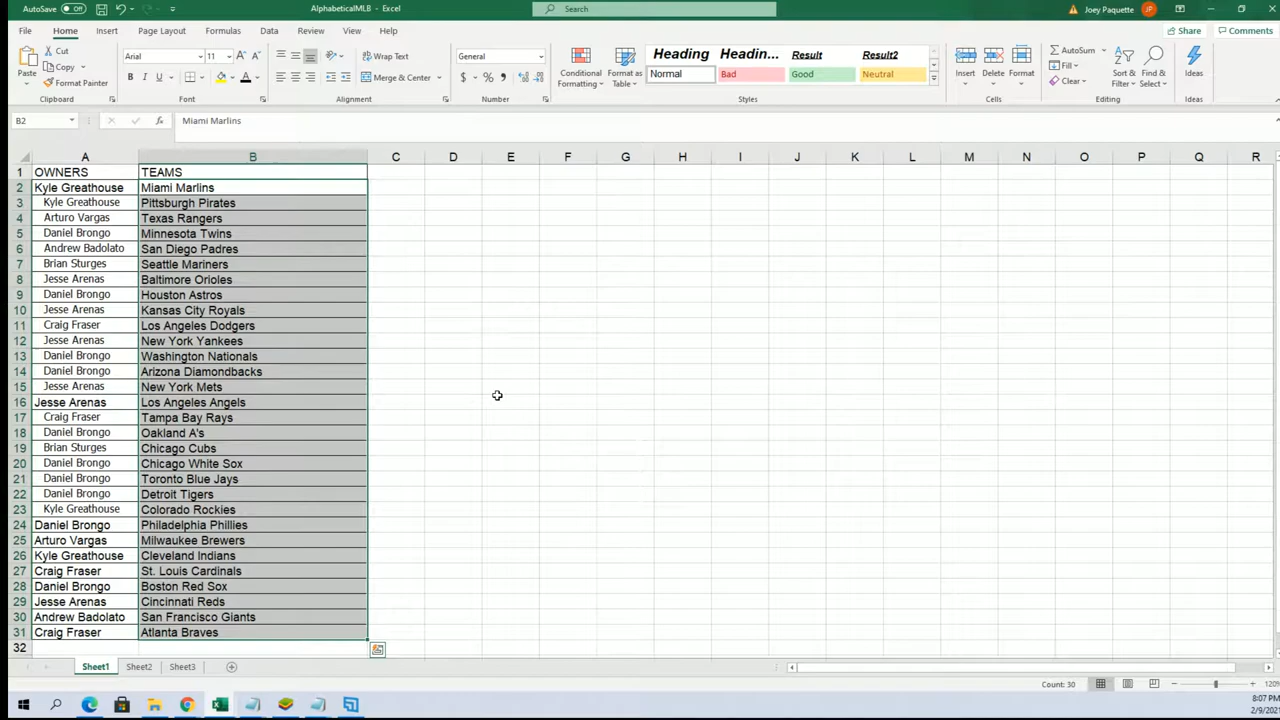 AutoSave Off AlphabeticalMLB - Excel Search Joey Paquette JP
File Home Insert Page Layout Formulas Data Review View Help Share Comments
Paste Cut Copy Format Painter Clipboard
Arial 11 B I U A Font
Wrap Text Merge & Center Alignment
General $ % Number
Conditional Formatting Format as Table
Heading Headin... Result Result2
Normal Bad Good Neutral
Styles
Insert Delete Format Cells
AutoSum Fill Clear Sort & Filter Find & Select Editing
Ideas Ideas
B2 fx Miami Marlins
A B C D E F G H I J K L M N O P Q R
1 OWNERS TEAMS
2 Kyle Greathouse Miami Marlins
3 Kyle Greathouse Pittsburgh Pirates
4 Arturo Vargas Texas Rangers
5 Daniel Brongo Minnesota Twins
6 Andrew Badolato San Diego Padres
7 Brian Sturges Seattle Mariners
8 Jesse Arenas Baltimore Orioles
9 Daniel Brongo Houston Astros
10 Jesse Arenas Kansas City Royals
11 Craig Fraser Los Angeles Dodgers
12 Jesse Arenas New York Yankees
13 Daniel Brongo Washington Nationals
14 Daniel Brongo Arizona Diamondbacks
15 Jesse Arenas New York Mets
16 Jesse Arenas Los Angeles Angels
17 Craig Fraser Tampa Bay Rays
18 Daniel Brongo Oakland A's
19 Brian Sturges Chicago Cubs
20 Daniel Brongo Chicago White Sox
21 Daniel Brongo Toronto Blue Jays
22 Daniel Brongo Detroit Tigers
23 Kyle Greathouse Colorado Rockies
24 Daniel Brongo Philadelphia Phillies
25 Arturo Vargas Milwaukee Brewers
26 Kyle Greathouse Cleveland Indians
27 Craig Fraser St. Louis Cardinals
28 Daniel Brongo Boston Red Sox
29 Jesse Arenas Cincinnati Reds
30 Andrew Badolato San Francisco Giants
31 Craig Fraser Atlanta Braves
32
Sheet1 Sheet2 Sheet3
Count: 30 120%
8:07 PM
2/9/2021